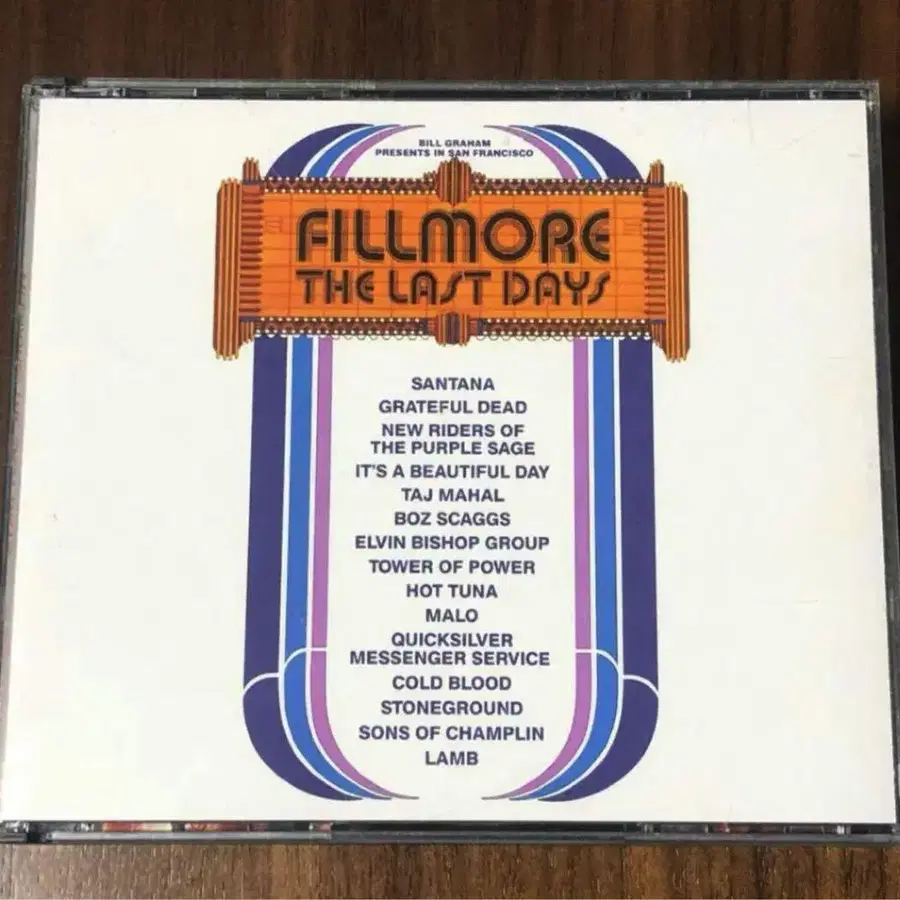 BILL GRAHAM
PRESENTS IN SAN FRANCISCO
FILLMORE
THE LAST DAYS
SANTANA
GRATEFUL DEAD
NEW RIDERS OF
THE PURPLE SAGE
IT'S A BEAUTIFUL DAY
TAJ MAHAL
BOZ SCAGGS
ELVIN BISHOP GROUP
TOWER OF POWER
HOT TUNA
MALO
QUICKSILVER
MESSENGER SERVICE
COLD BLOOD
STONEGROUND
SONS OF CHAMPLIN
LAMB